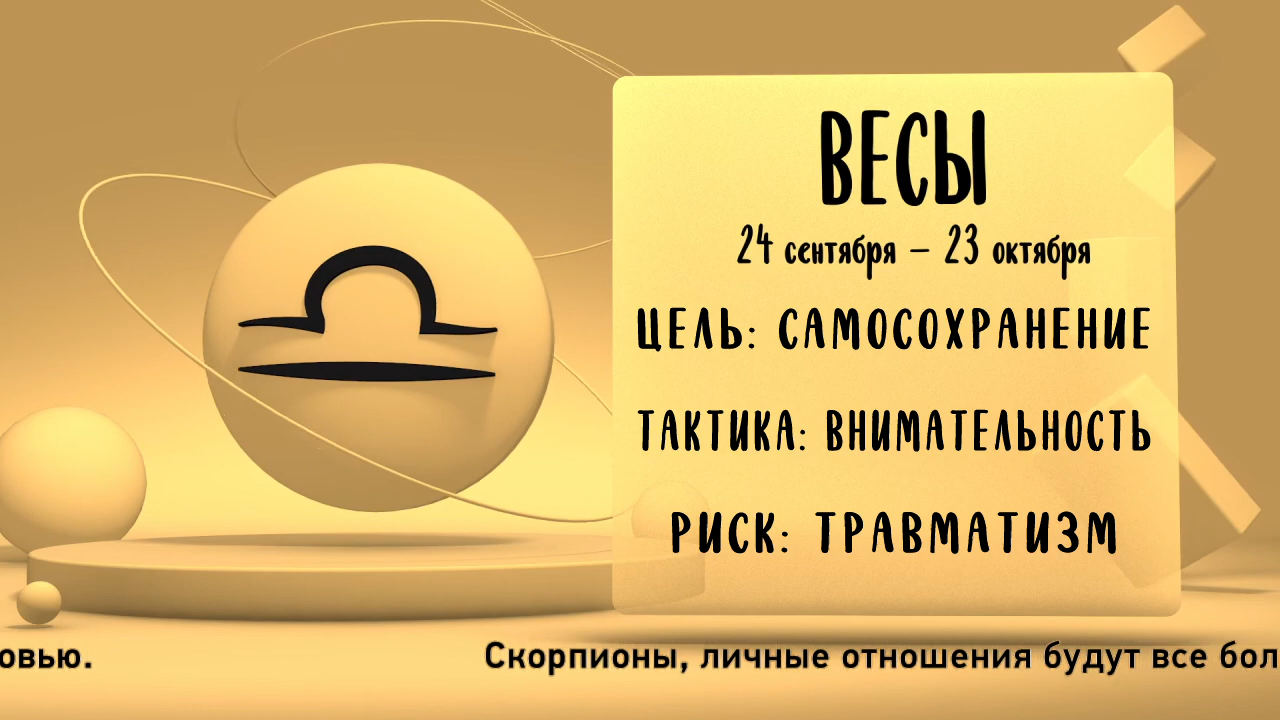 ВЕСЫ
24 сентября – 23 октября
ЦЕЛЬ: САМОСОХРАНЕНИЕ
ТАКТИКА: ВНИМАТЕЛЬНОСТЬ
РИСК: ТРАВМАТИЗМ
овью. Скорпионы, личные отношения будут все бол